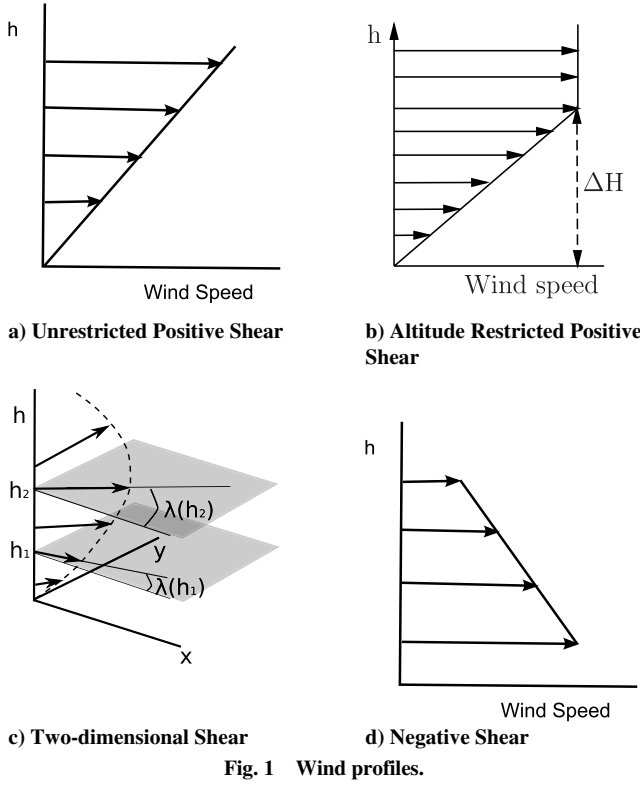 h
Wind Speed
a) Unrestricted Positive Shear
h
ΔH
Wind speed
b) Altitude Restricted Positive
Shear
h
h₂
λ(h₂)
h₁
y
λ(h₁)
x
c) Two-dimensional Shear
h
Wind Speed
d) Negative Shear
Fig. 1 Wind profiles.